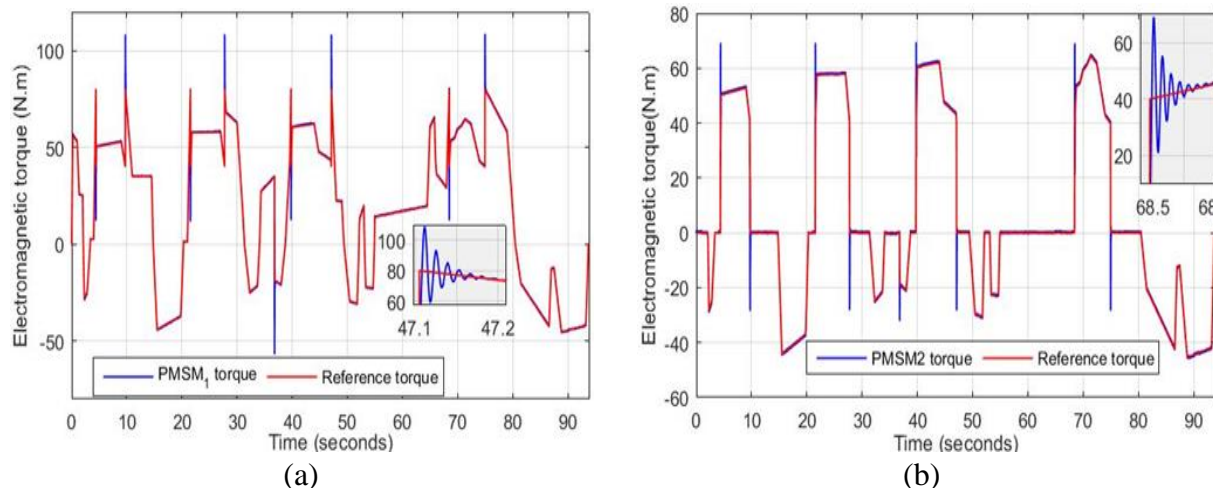 100
50
0
-50
Electromagnetic torque (N.m)
100
80
60
47.1 47.2
PMSM1 torque Reference torque
0 10 20 30 40 50 60 70 80 90
Time (seconds)
(a)
80
60
40
20
0
-20
-40
-60
Electromagnetic torque(N.m)
60
40
20
68.5 68
PMSM2 torque Reference torque
0 10 20 30 40 50 60 70 80 90
Time (seconds)
(b)